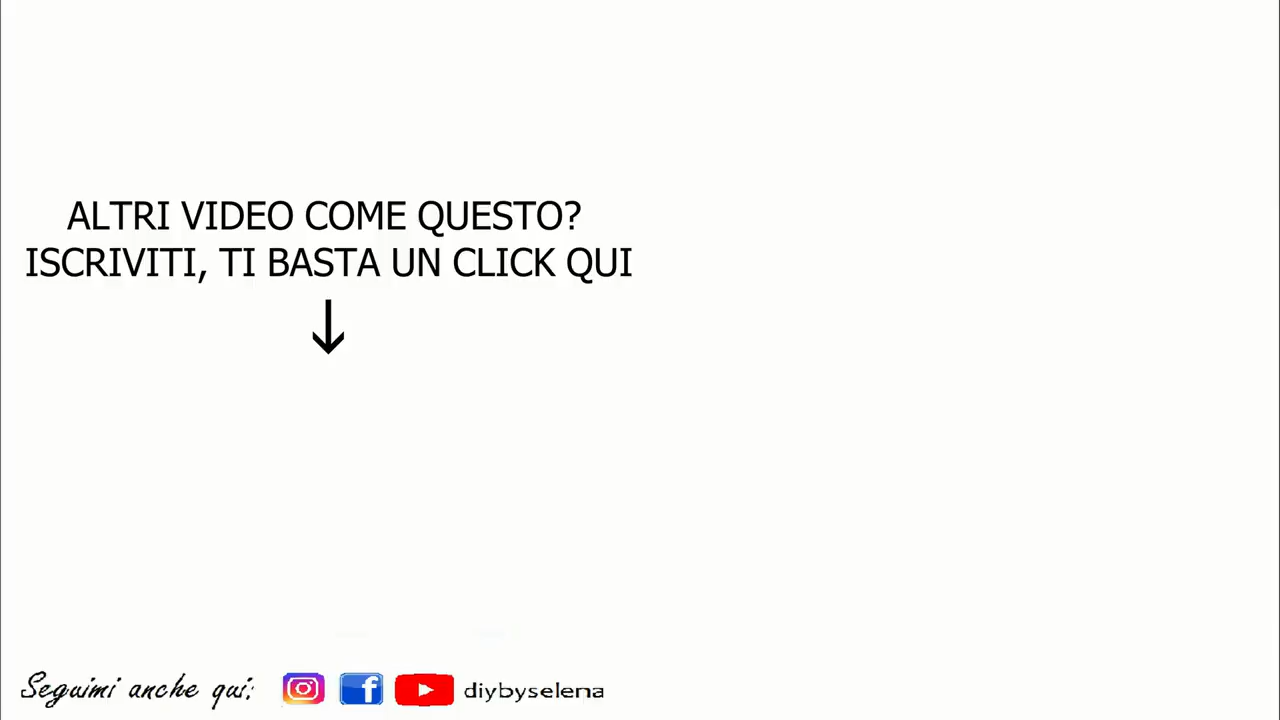 ALTRI VIDEO COME QUESTO?
ISCRIVITI, TI BASTA UN CLICK QUI
↓
Seguimi anche qui: diybyselena